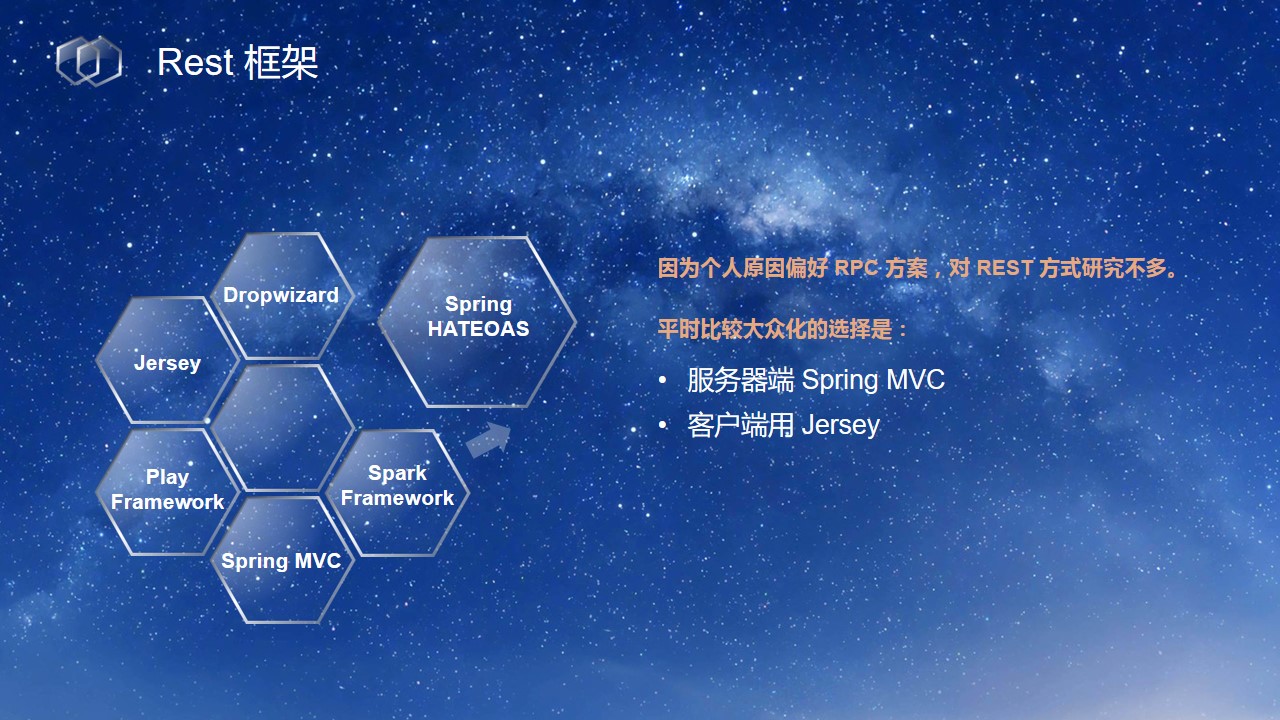 Rest 框架
Dropwizard
Jersey
Spring
HATEOAS
Play
Framework
Spark
Framework
Spring MVC
因为个人原因偏好 RPC 方案，对 REST 方式研究不多。
平时比较大众化的选择是：
• 服务器端 Spring MVC
• 客户端用 Jersey